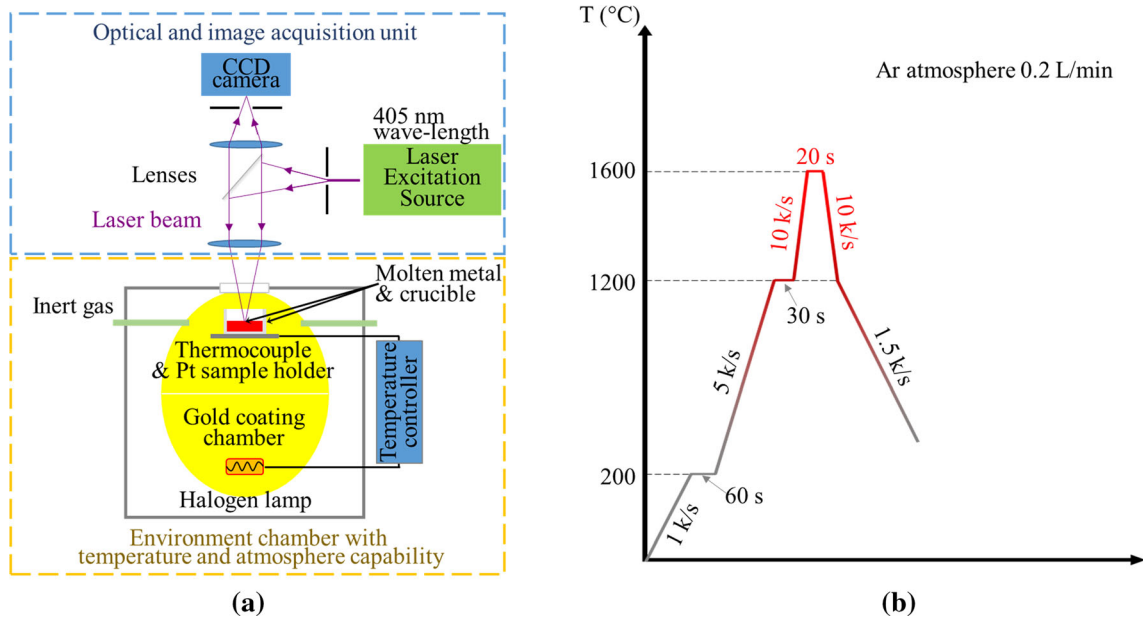 Optical and image acquisition unit
CCD
camera
405 nm
wave-length
Laser
Excitation
Source
Lenses
Laser beam
Molten metal
& crucible
Inert gas
Thermocouple
& Pt sample holder
Temperature
controller
Gold coating
chamber
Halogen lamp
Environment chamber with
temperature and atmosphere capability
(a)
T (°C)
Ar atmosphere 0.2 L/min
20 s
1600
10 k/s
10 k/s
1200
30 s
1.5 k/s
5 k/s
200
60 s
1 k/s
(b)